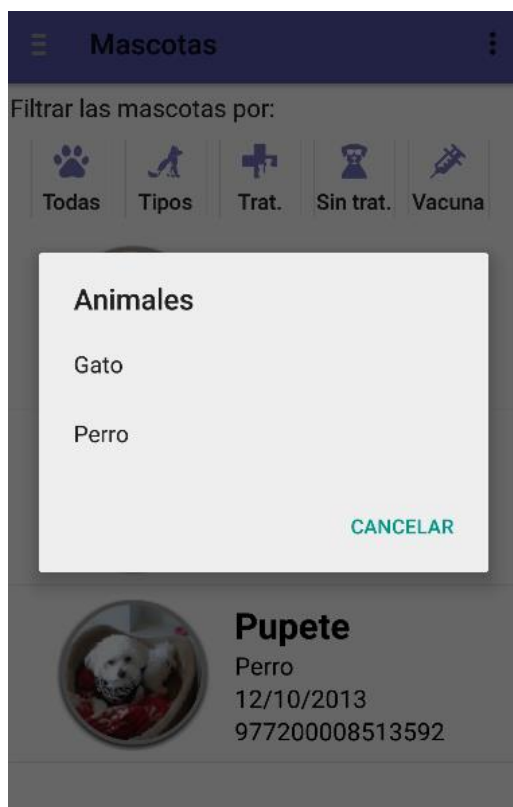 Mascotas
Filtrar las mascotas por:
Todas Tipos Trat. Sin trat. Vacuna
Animales
Gato
Perro
CANCELAR
Pupete
Perro
12/10/2013
977200008513592